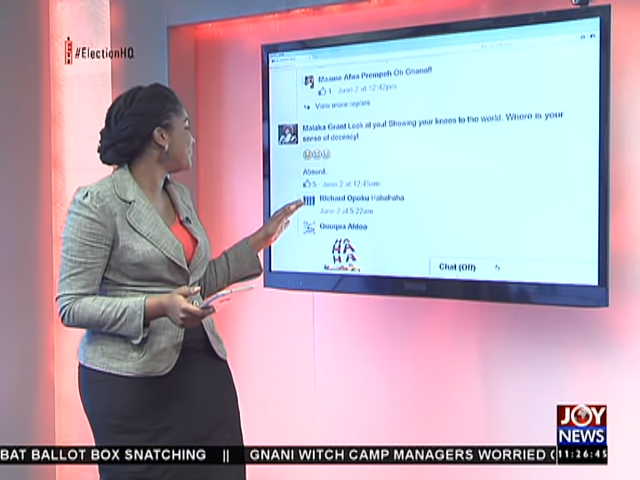 #ElectionHQ
Maame Afua Prempeh Oh Ghana!!
1 · June 2 at 12:42pm
View more replies
Malaka Grant Look at you! Showing your knees to the world. Where is your
sense of decency!
Absurd.
5 · June 2 at 12:45am
Richard Opoku Hahahaha
June 2 at 5:22am
HA
HA
Chat (Off)
JOY
NEWS
11:26:45
BAT BALLOT BOX SNATCHING || GNANI WITCH CAMP MANAGERS WORRIED